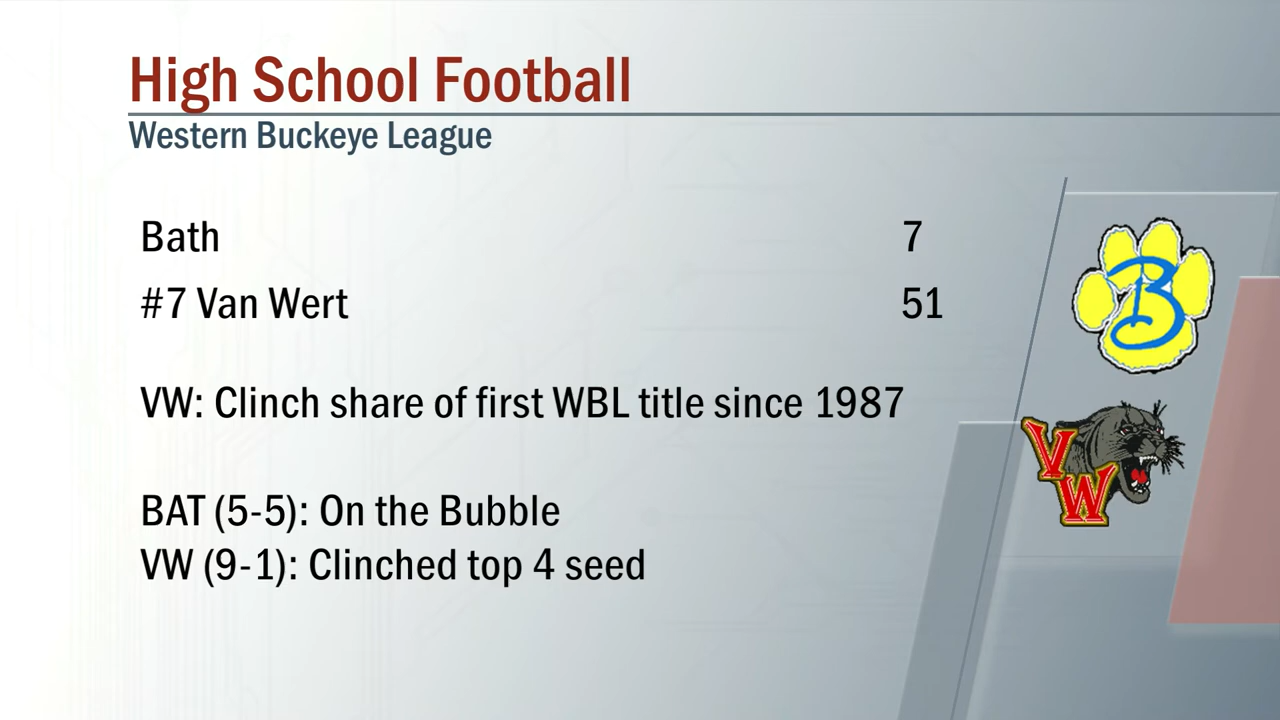 High School Football
Western Buckeye League
Bath 7
#7 Van Wert 51
VW: Clinch share of first WBL title since 1987
BAT (5-5): On the Bubble
VW (9-1): Clinched top 4 seed
B
VW